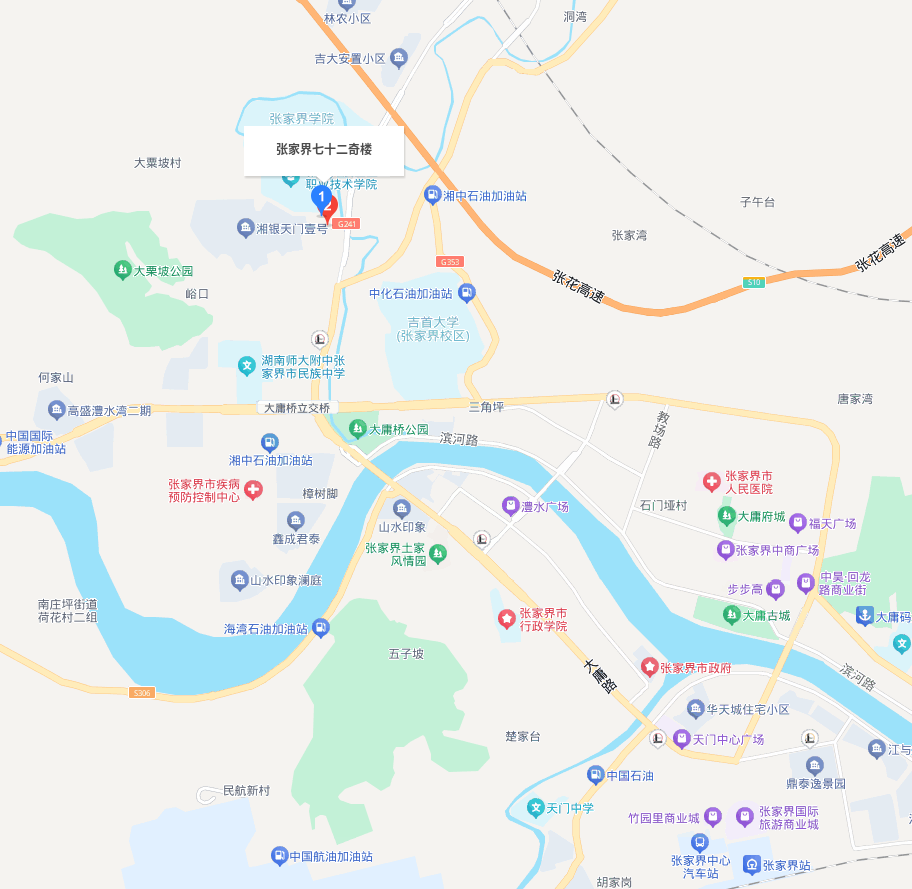 林农小区
洞湾
吉大安置小区
张家界学院
张家界七十二奇楼
大粟坡村
职业技术学院
1
2
湘中石油加油站
子午台
湘银天门壹号
G241
张家湾
张花高速
G353
大栗坡公园
峪口
中化石油加油站
张花高速
S10
吉首大学
(张家界校区)
湖南师大附中张
家界市民族中学
何家山
高盛澧水湾二期
大庸桥立交桥
三角坪
唐家湾
中国国际
能源加油站
大庸桥公园
滨河路
教场路
湘中石油加油站
张家界市疾病
预防控制中心
樟树脚
张家界市
人民医院
山水印象
澧水广场
石门垭村
大庸府城
福天广场
鑫成君泰
张家界土家
风情园
张家界中商广场
山水印象澜庭
步步高
中昊·回龙
路商业街
南庄坪街道
荷花村二组
海湾石油加油站
张家界市
行政学院
大庸古城
大庸码
五子坡
大庸路
张家界市政府
滨河路
S306
华天城住宅小区
楚家台
天门中心广场
江与
中国石油
鼎泰逸景园
民航新村
天门中学
竹园里商业城
张家界国际
旅游商业城
中国航油加油站
张家界中心
汽车站
张家界站
胡家岗